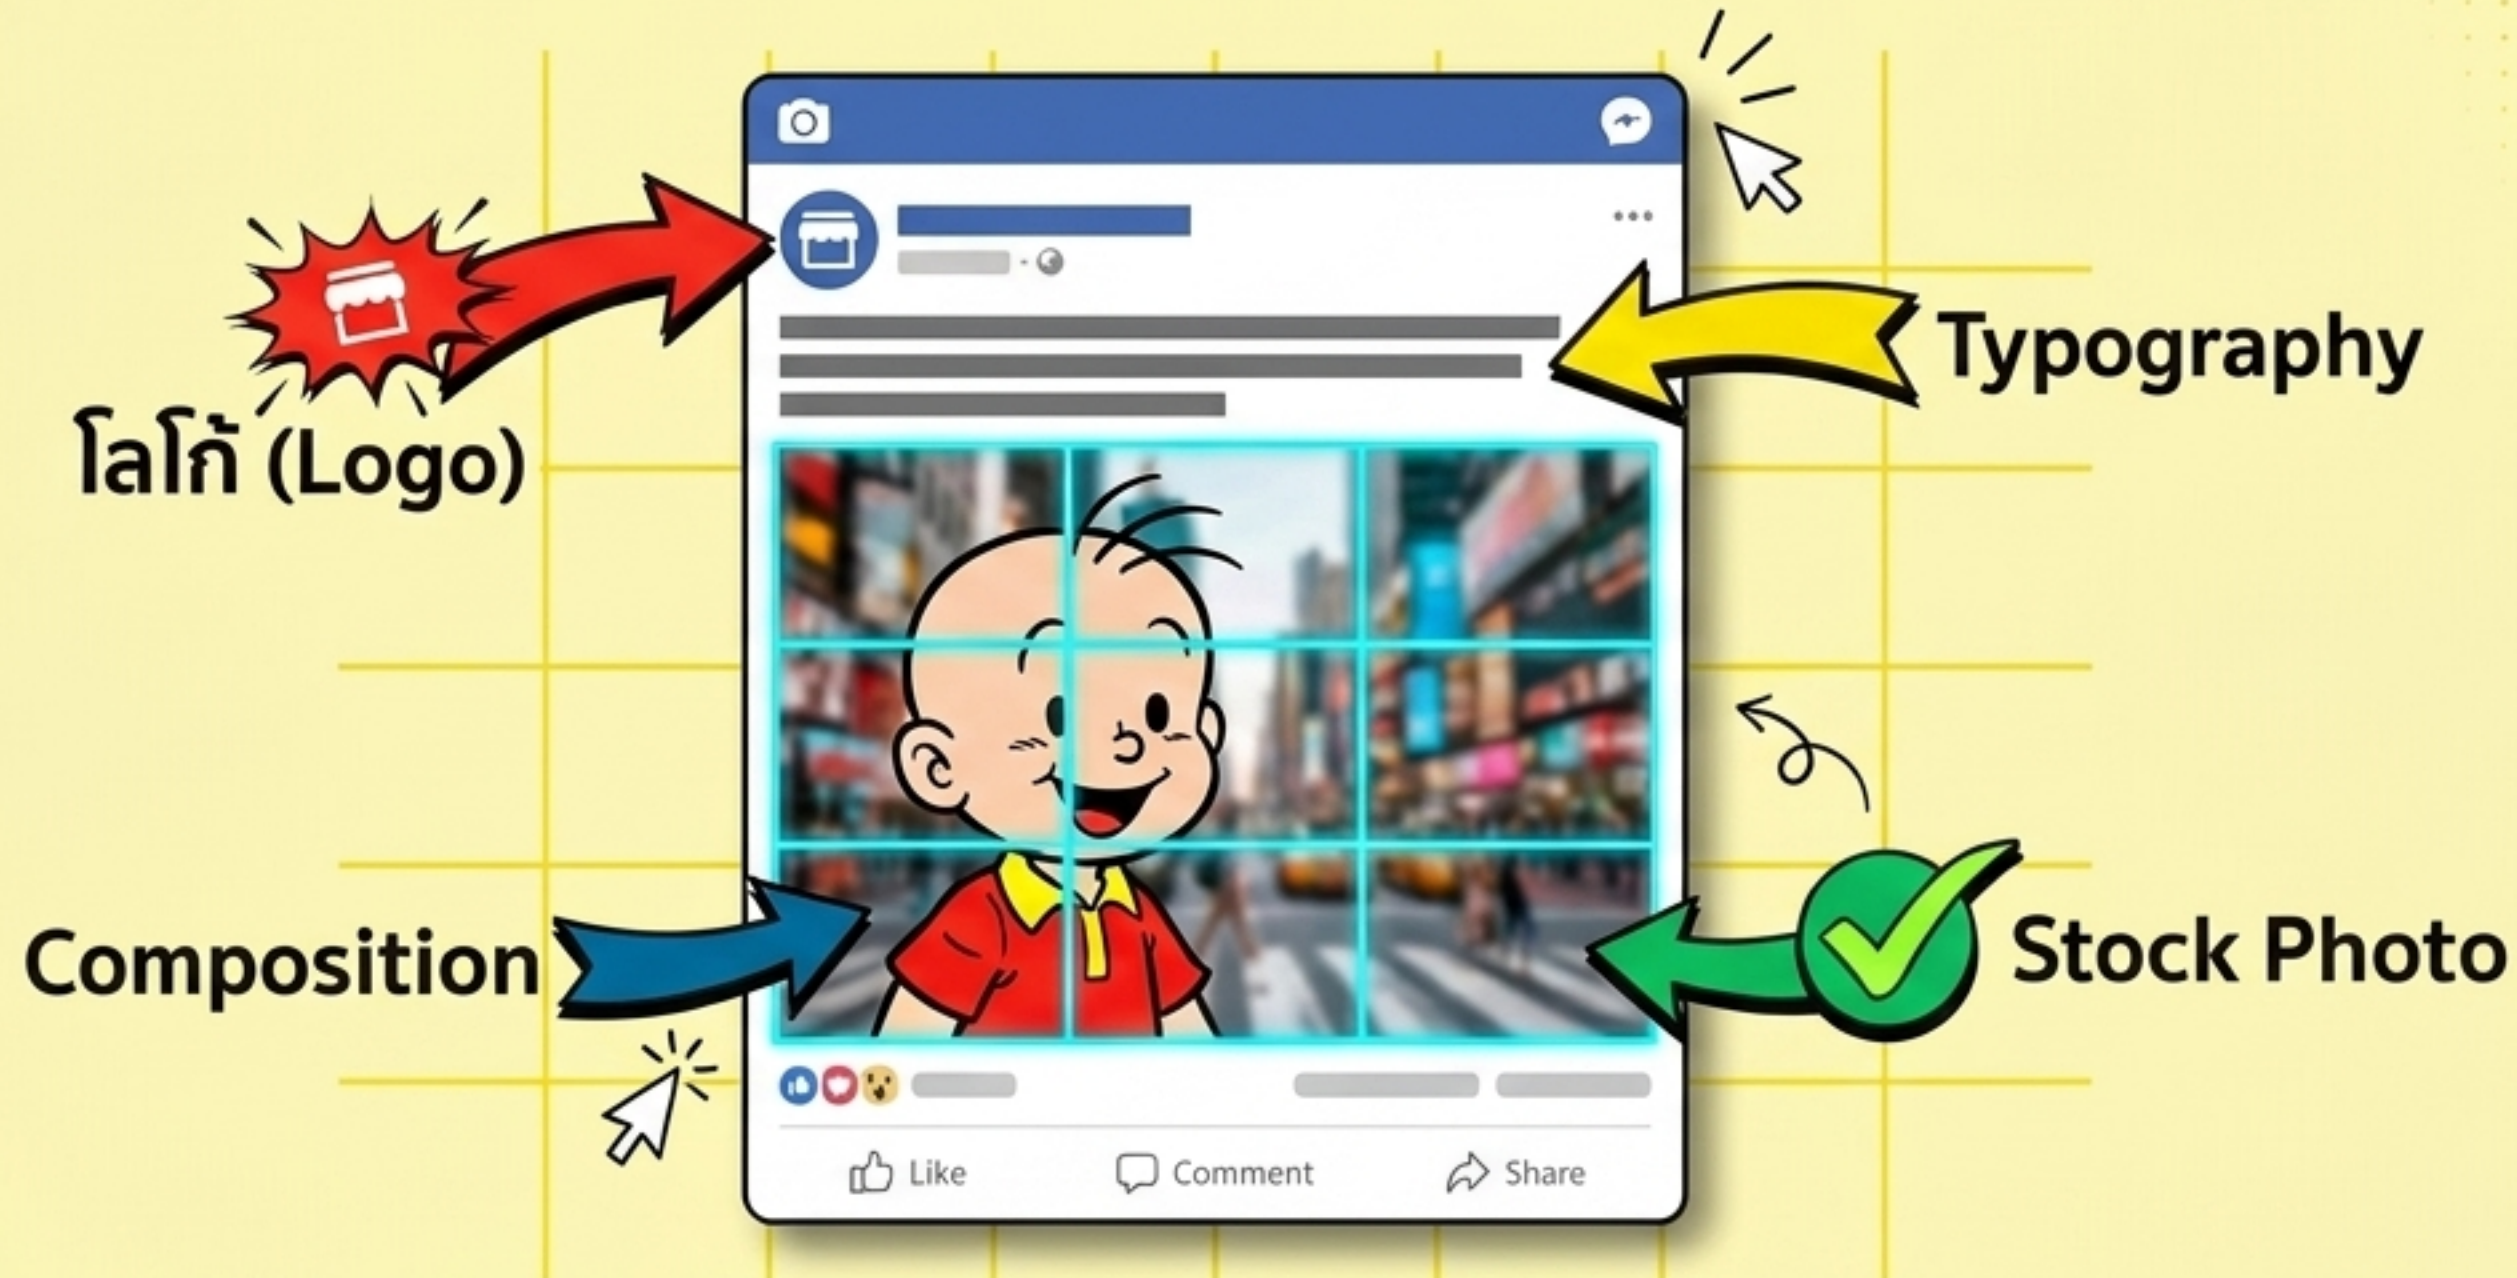 Typography
โลโก้ (Logo)
Composition
Stock Photo
Like
Comment
Share